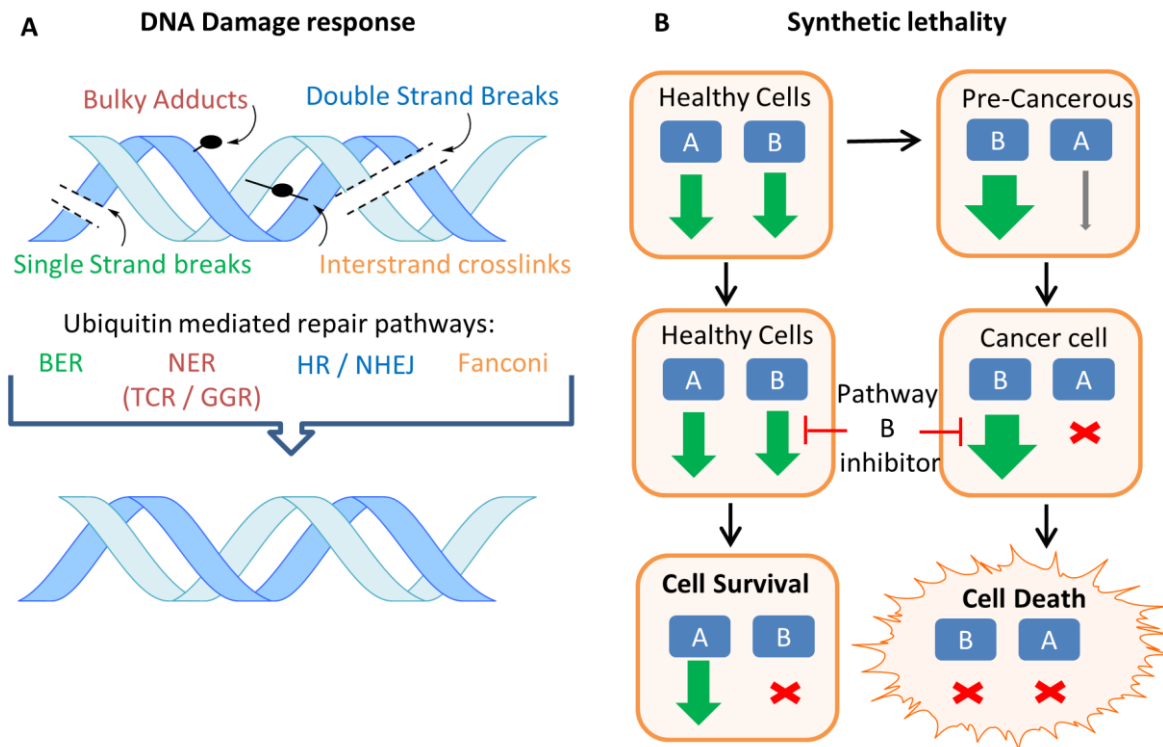 A
DNA Damage response
Bulky Adducts
Double Strand Breaks
Single Strand breaks
Interstrand crosslinks
Ubiquitin mediated repair pathways:
BER
NER
(TCR / GGR)
HR / NHEJ
Fanconi
B
Synthetic lethality
Healthy Cells
A B
Pre-Cancerous
B A
Healthy Cells
A B
Pathway
B
inhibitor
Cancer cell
B A
Cell Survival
A B
Cell Death
B A